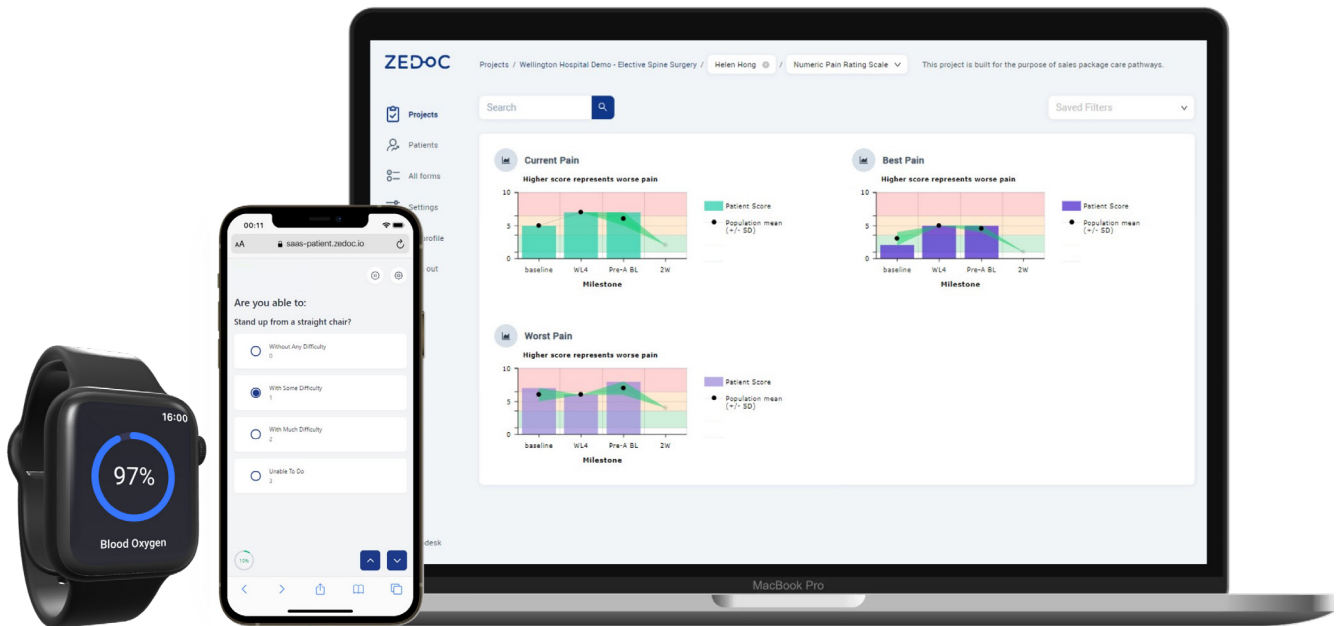 ZEDOC
Projects / Wellington Hospital Demo - Elective Spine Surgery / Helen Hong / Numeric Pain Rating Scale
This project is built for the purpose of sales package care pathways.
Search
Saved Filters
Projects
Patients
All forms
Settings
profile
out
desk
Current Pain
Higher score represents worse pain
10
5
0
baseline WL4 Pre-A BL 2W
Milestone
Patient Score
Population mean
(+/- SD)
Best Pain
Higher score represents worse pain
10
5
0
baseline WL4 Pre-A BL 2W
Milestone
Patient Score
Population mean
(+/- SD)
Worst Pain
Higher score represents worse pain
10
5
0
baseline WL4 Pre-A BL 2W
Milestone
Patient Score
Population mean
(+/- SD)
MacBook Pro
00:11
AA saas-patient.zedoc.io
Are you able to:
Stand up from a straight chair?
Without Any Difficulty
0
With Some Difficulty
1
With Much Difficulty
2
Unable To Do
3
10%
16:00
97%
Blood Oxygen